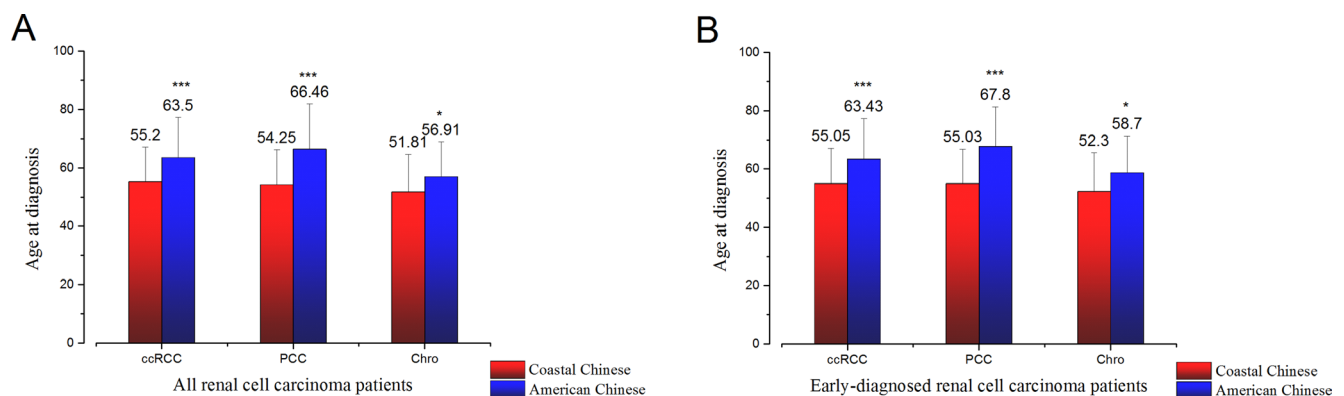 A
100
80
60
40
20
0
Age at diagnosis
55.2
***
63.5
54.25
***
66.46
51.81
*
56.91
ccRCC
PCC
Chro
All renal cell carcinoma patients
Coastal Chinese
American Chinese
B
100
80
60
40
20
0
Age at diagnosis
55.05
***
63.43
55.03
***
67.8
52.3
*
58.7
ccRCC
PCC
Chro
Early-diagnosed renal cell carcinoma patients
Coastal Chinese
American Chinese